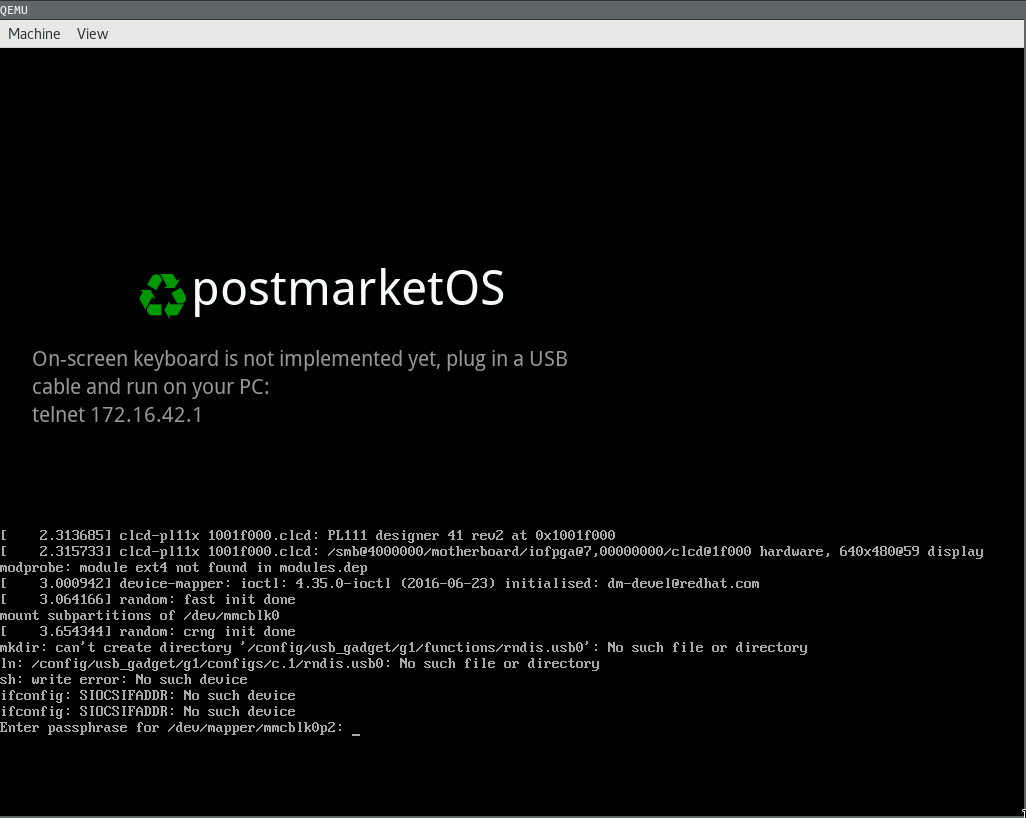 QEMU
Machine View
postmarketOS
On-screen keyboard is not implemented yet, plug in a USB
cable and run on your PC:
telnet 172.16.42.1
[    2.313685] clcd-pl11x 1001f000.clcd: PL111 designer 41 rev2 at 0x1001f000
[    2.315733] clcd-pl11x 1001f000.clcd: /smb@4000000/motherboard/iofpga@7,00000000/clcd@1f000 hardware, 640x480@59 display
modprobe: module ext4 not found in modules.dep
[    3.000942] device-mapper: ioctl: 4.35.0-ioctl (2016-06-23) initialised: dm-devel@redhat.com
[    3.064166] random: fast init done
mount subpartitions of /dev/mmcblk0
[    3.654344] random: crng init done
mkdir: can't create directory '/config/usb_gadget/g1/functions/rndis.usb0': No such file or directory
ln: /config/usb_gadget/g1/configs/c.1/rndis.usb0: No such file or directory
sh: write error: No such device
ifconfig: SIOCSIFADDR: No such device
ifconfig: SIOCSIFADDR: No such device
Enter passphrase for /dev/mapper/mmcblk0p2: _